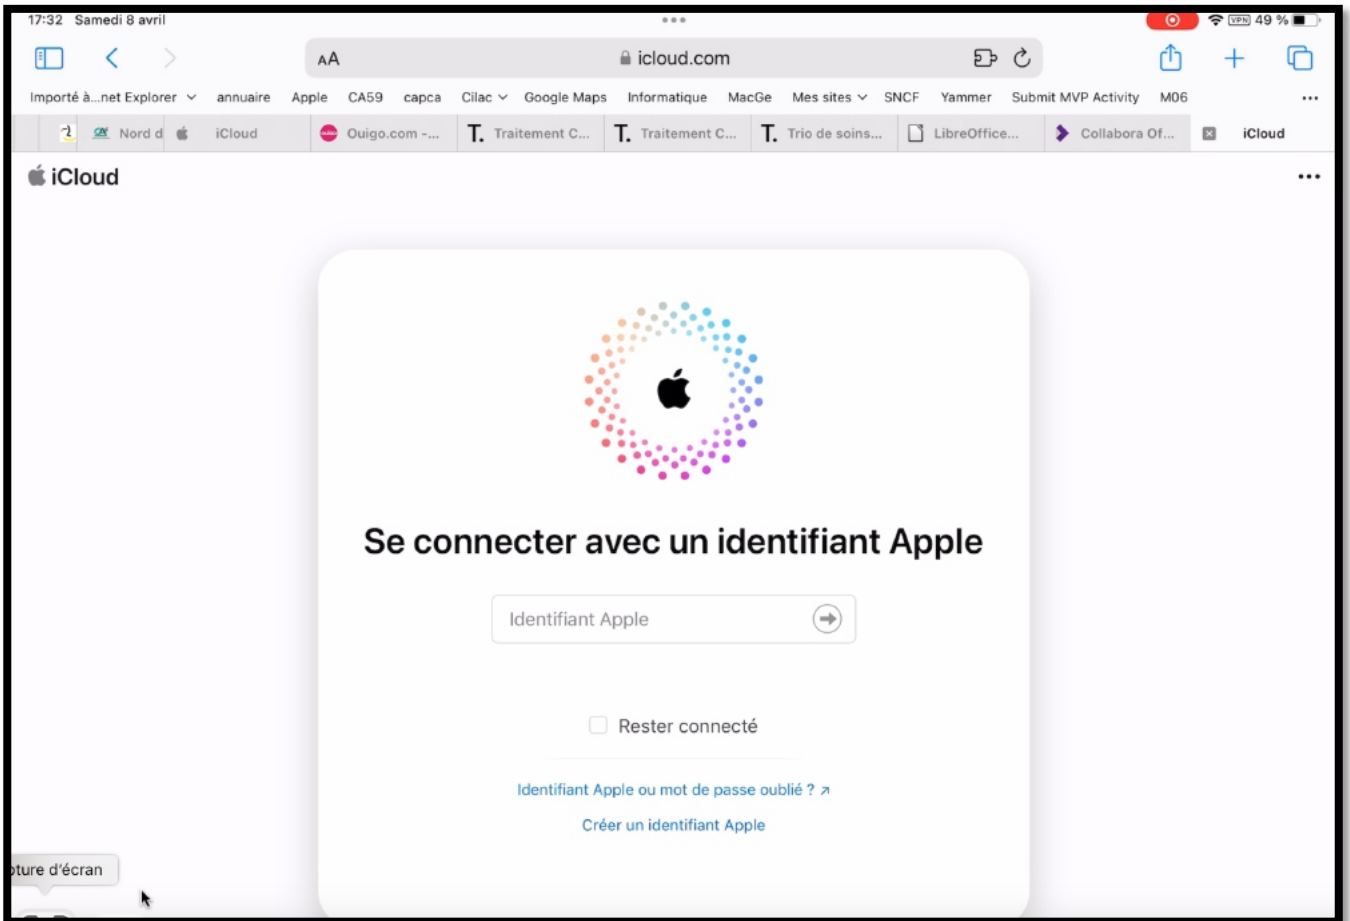 17:32 Samedi 8 avril
VPN 49 %
AA icloud.com
Importé à...net Explorer annuaire Apple CA59 capca Cilac Google Maps Informatique MacGe Mes sites SNCF Yammer Submit MVP Activity M06
Nord d iCloud Ouigo.com -... T. Traitement C... T. Traitement C... T. Trio de soins... LibreOffice... Collabora Of... iCloud
iCloud
Se connecter avec un identifiant Apple
Identifiant Apple
Rester connecté
Identifiant Apple ou mot de passe oublié ?
Créer un identifiant Apple
pture d'écran